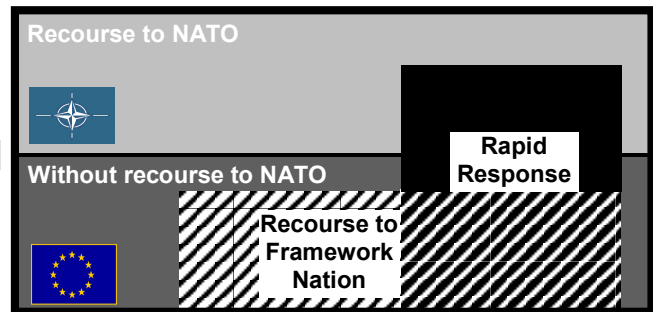 Recourse to NATO
Rapid
Response
Without recourse to NATO
Recourse to
Framework
Nation